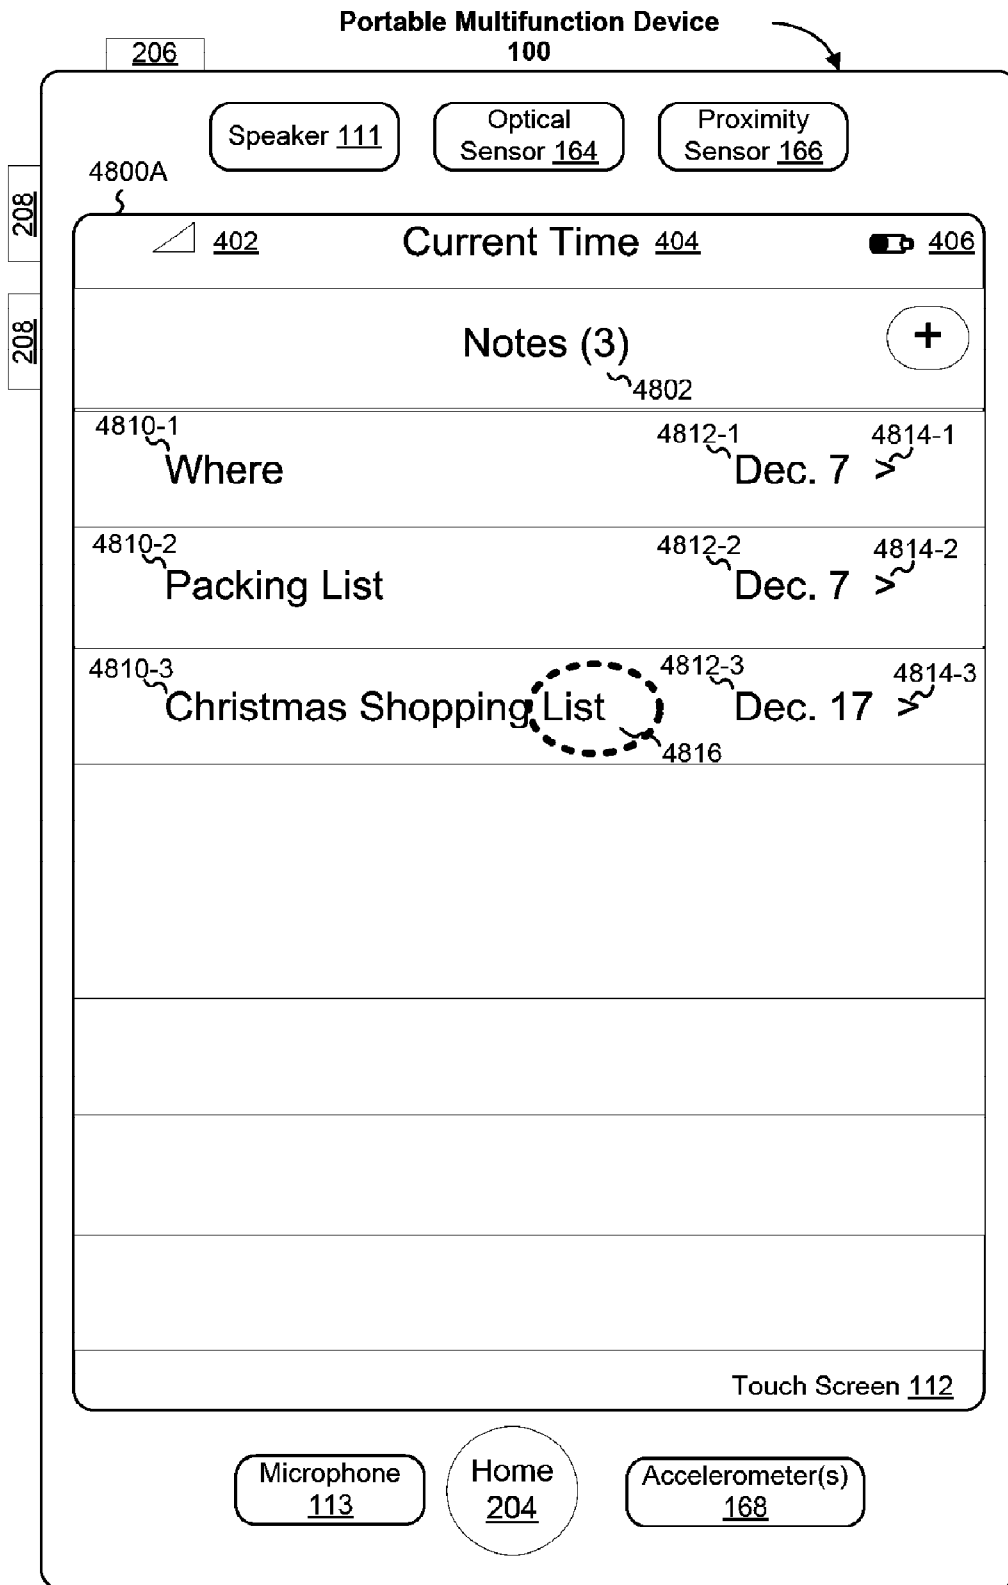 Portable Multifunction Device
100
206
Speaker 111
Optical
Sensor 164
Proximity
Sensor 166
208
4800A
402 Current Time 404 406
208
Notes (3) +
4802
4810-1 4812-1 4814-1
Where Dec. 7 >
4810-2 4812-2 4814-2
Packing List Dec. 7 >
4810-3 4812-3 4814-3
Christmas Shopping List Dec. 17 >
4816
Touch Screen 112
Microphone
113
Home
204
Accelerometer(s)
168